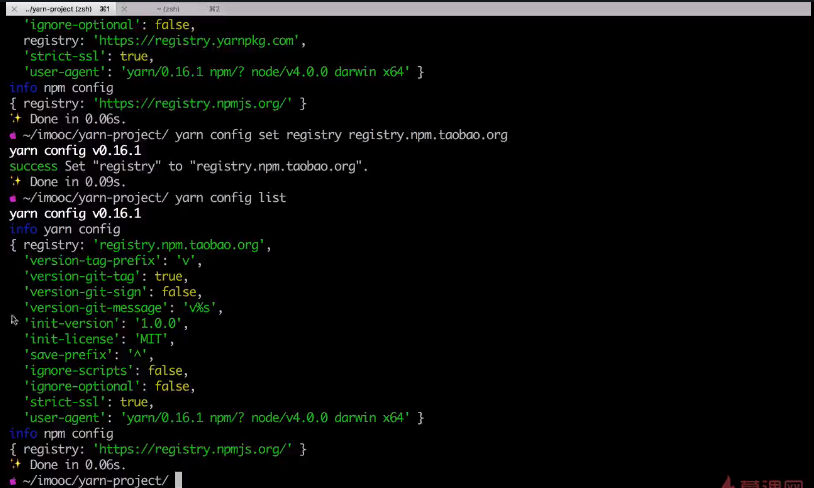 ../yarn-project (zsh) ⌘1 ~ (zsh) ⌘2
'ignore-optional': false,
registry: 'https://registry.yarnpkg.com',
'strict-ssl': true,
'user-agent': 'yarn/0.16.1 npm/? node/v4.0.0 darwin x64' }
info npm config
{ registry: 'https://registry.npmjs.org/' }
✨ Done in 0.06s.
~/imooc/yarn-project/ yarn config set registry registry.npm.taobao.org
yarn config v0.16.1
success Set "registry" to "registry.npm.taobao.org".
✨ Done in 0.09s.
~/imooc/yarn-project/ yarn config list
yarn config v0.16.1
info yarn config
{ registry: 'registry.npm.taobao.org',
'version-tag-prefix': 'v',
'version-git-tag': true,
'version-git-sign': false,
'version-git-message': 'v%s',
'init-version': '1.0.0',
'init-license': 'MIT',
'save-prefix': '^',
'ignore-scripts': false,
'ignore-optional': false,
'strict-ssl': true,
'user-agent': 'yarn/0.16.1 npm/? node/v4.0.0 darwin x64' }
info npm config
{ registry: 'https://registry.npmjs.org/' }
✨ Done in 0.06s.
~/imooc/yarn-project/
慕课网